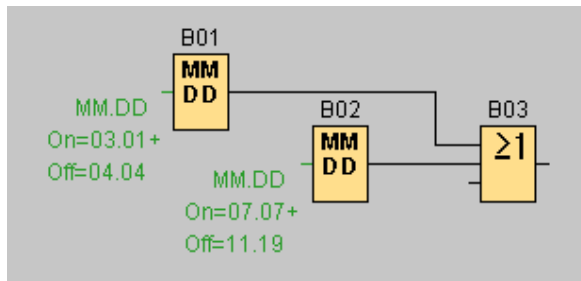 B01
MM
DD
MM.DD
On=03.01+
Off=04.04
B02
MM
DD
MM.DD
On=07.07+
Off=11.19
B03
≥1